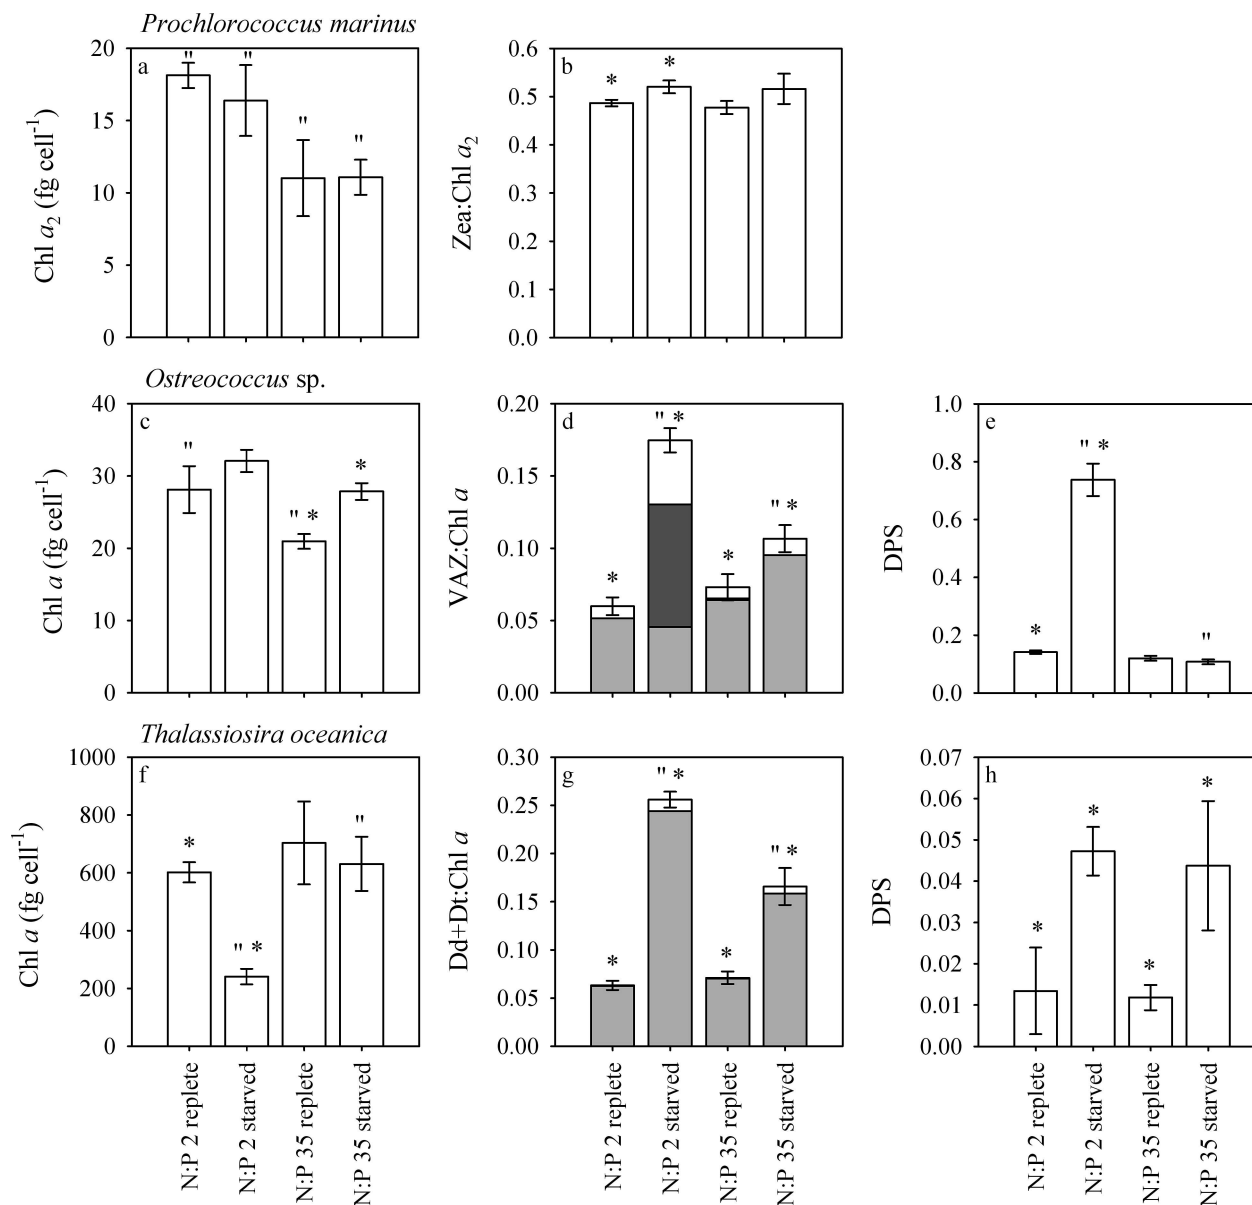 Prochlorococcus marinus
a
" " " "
Chl a2 (fg cell-1)
20
15
10
5
0
b
* *
Zea:Chl a2
0.6
0.5
0.4
0.3
0.2
0.1
0.0
Ostreococcus sp.
c
" " * *
Chl a (fg cell-1)
40
30
20
10
0
d
* " * * " *
VAZ:Chl a
0.20
0.15
0.10
0.05
0.00
e
* " * "
DPS
1.0
0.8
0.6
0.4
0.2
0.0
Thalassiosira oceanica
f
* " * "
Chl a (fg cell-1)
1000
800
600
400
200
0
N:P 2 replete
N:P 2 starved
N:P 35 replete
N:P 35 starved
g
* " * * " *
Dd+Dt:Chl a
0.30
0.25
0.20
0.15
0.10
0.05
0.00
N:P 2 replete
N:P 2 starved
N:P 35 replete
N:P 35 starved
h
* * * *
DPS
0.07
0.06
0.05
0.04
0.03
0.02
0.01
0.00
N:P 2 replete
N:P 2 starved
N:P 35 replete
N:P 35 starved